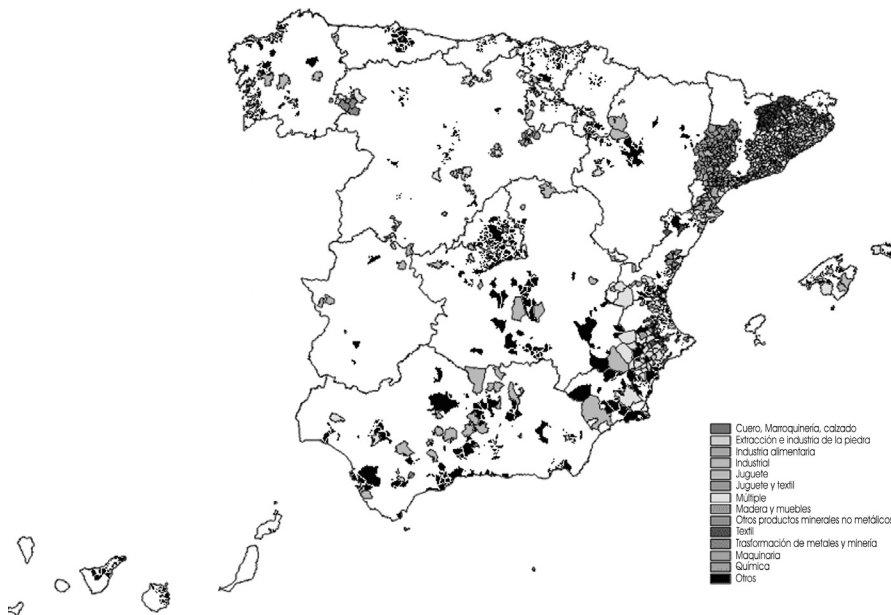 Cuero, Marroquinería, calzado
Extracción e industria de la piedra
Industria alimentaria
Industrial
Juguete
Juguete y textil
Múltiple
Madera y muebles
Otros productos minerales no metálicos
Textil
Trasformación de metales y minería
Maquinaria
Química
Otros